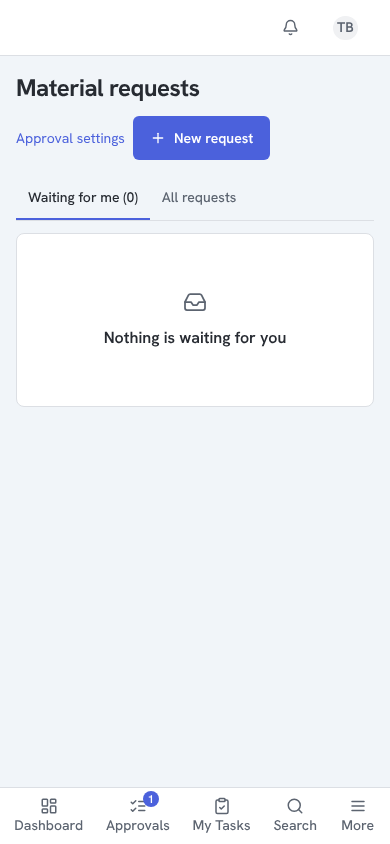 TB
Material requests
Approval settings
New request
Waiting for me (0)
All requests
Nothing is waiting for you
1
Dashboard
Approvals
My Tasks
Search
More